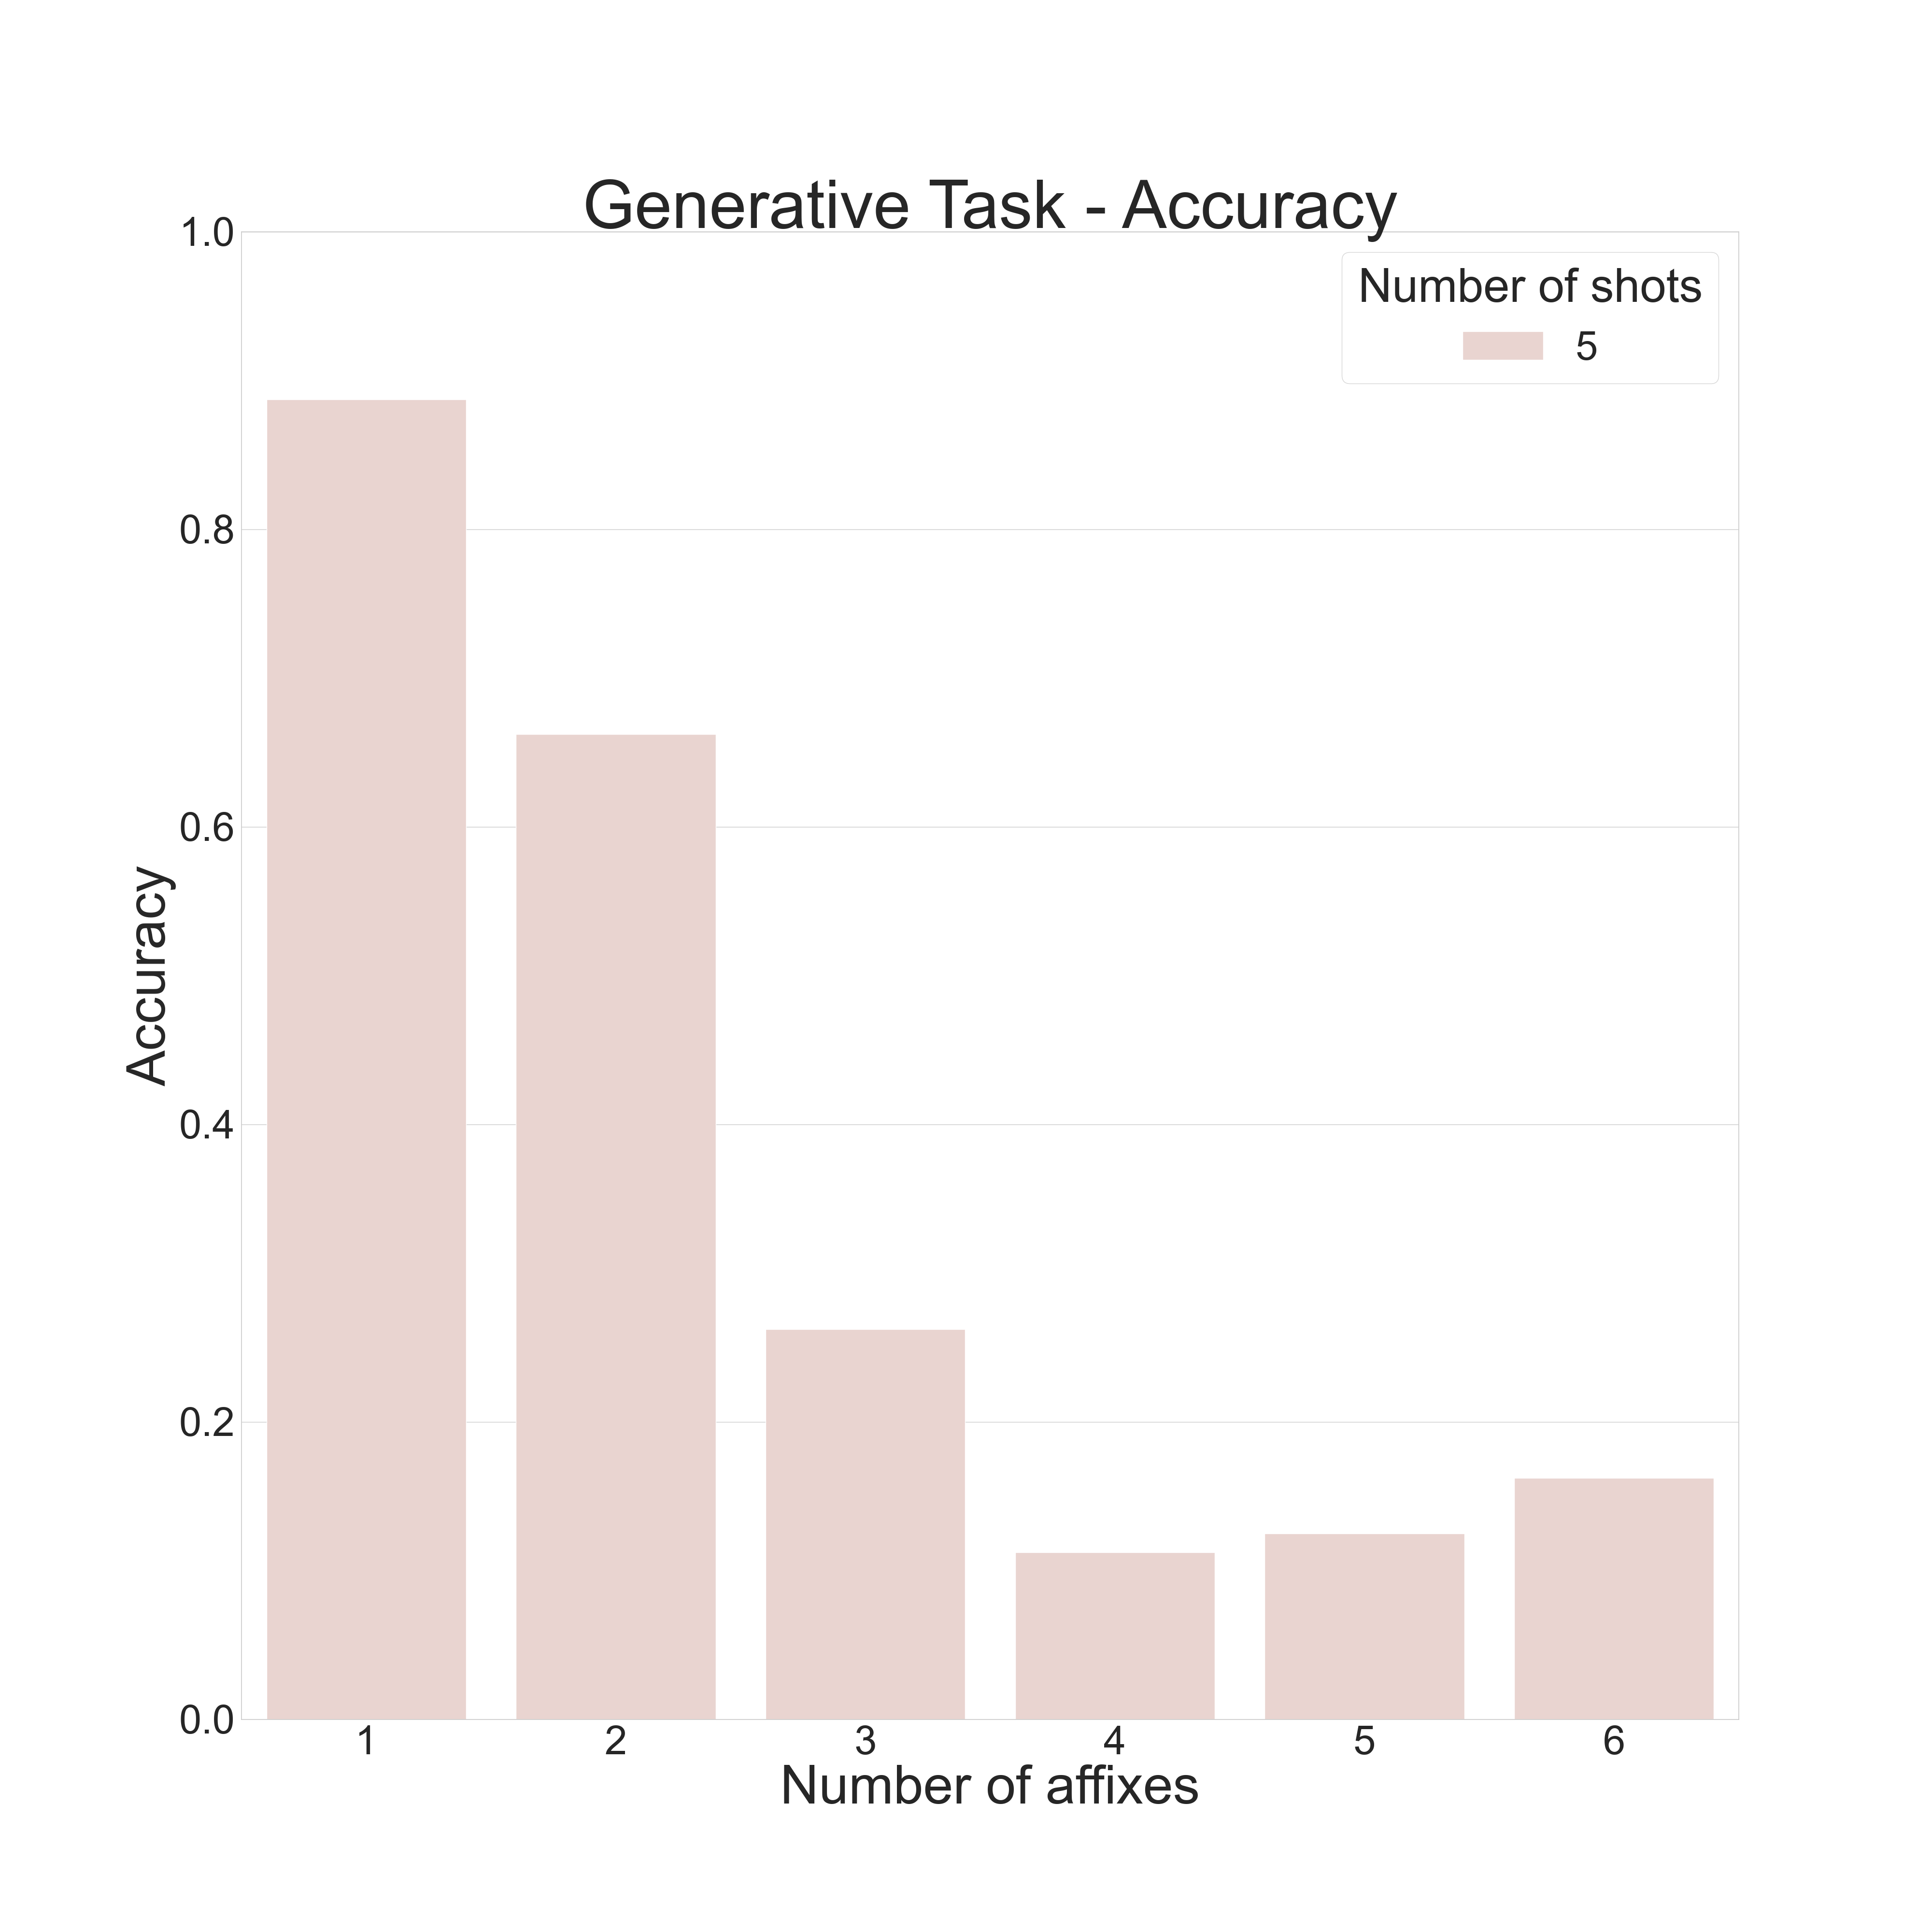 Generative Task - Accuracy
Number of shots
5
1.0
0.8
0.6
0.4
0.2
0.0
Accuracy
1 2 3 4 5 6
Number of affixes